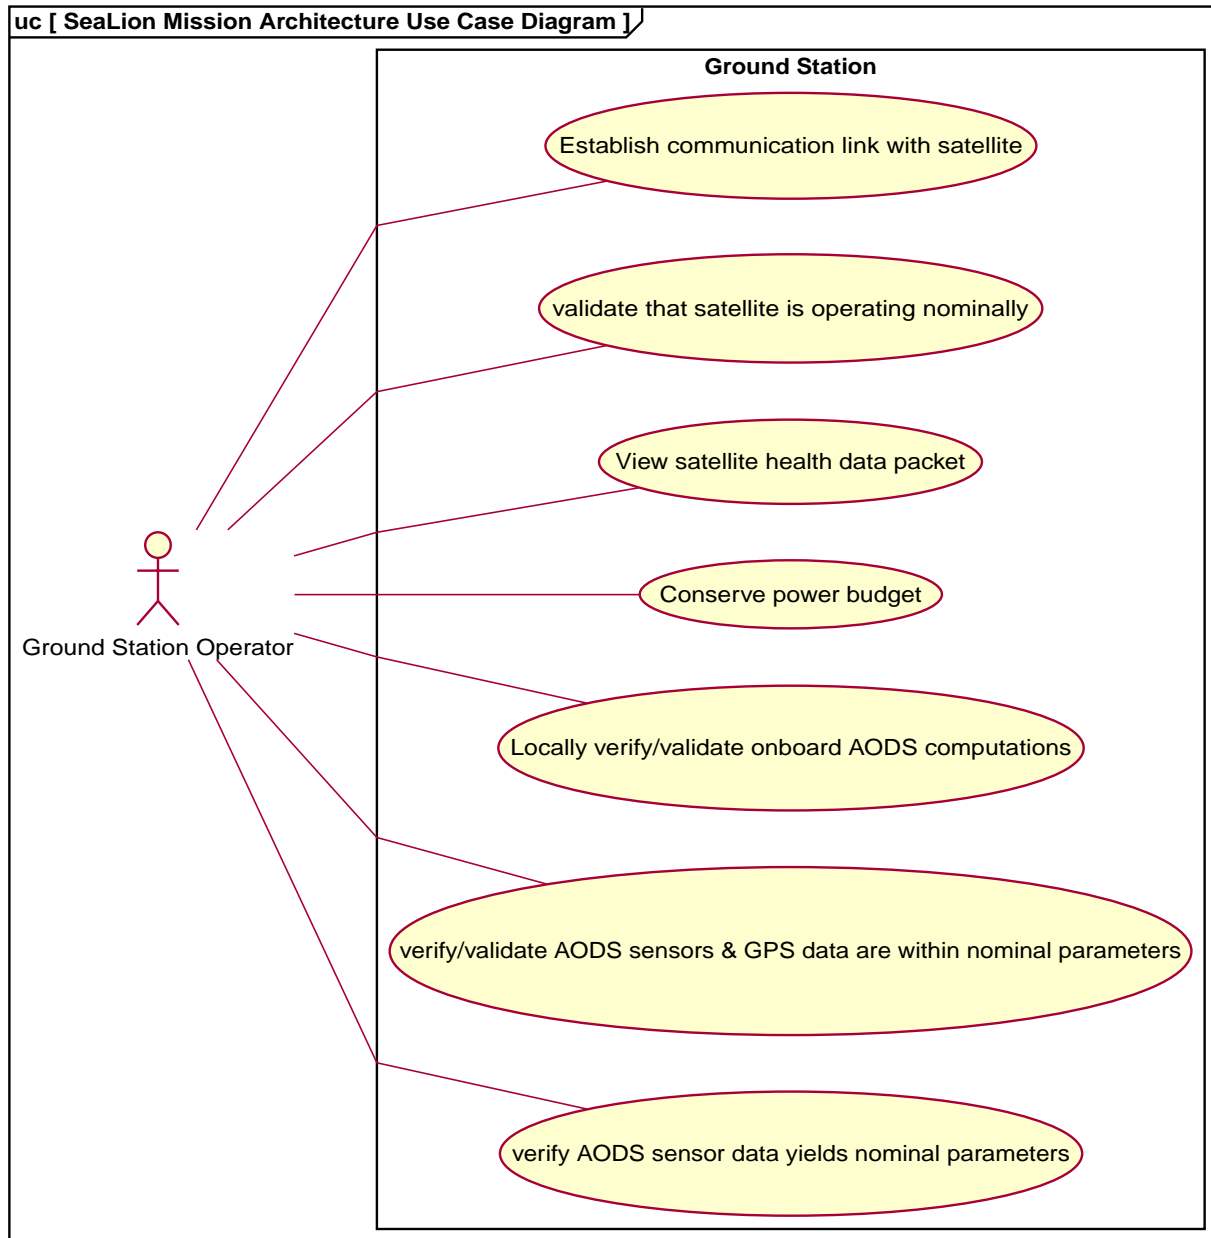 uc [ SeaLion Mission Architecture Use Case Diagram ]
Ground Station
Establish communication link with satellite
validate that satellite is operating nominally
View satellite health data packet
Conserve power budget
Ground Station Operator
Locally verify/validate onboard AODS computations
verify/validate AODS sensors & GPS data are within nominal parameters
verify AODS sensor data yields nominal parameters